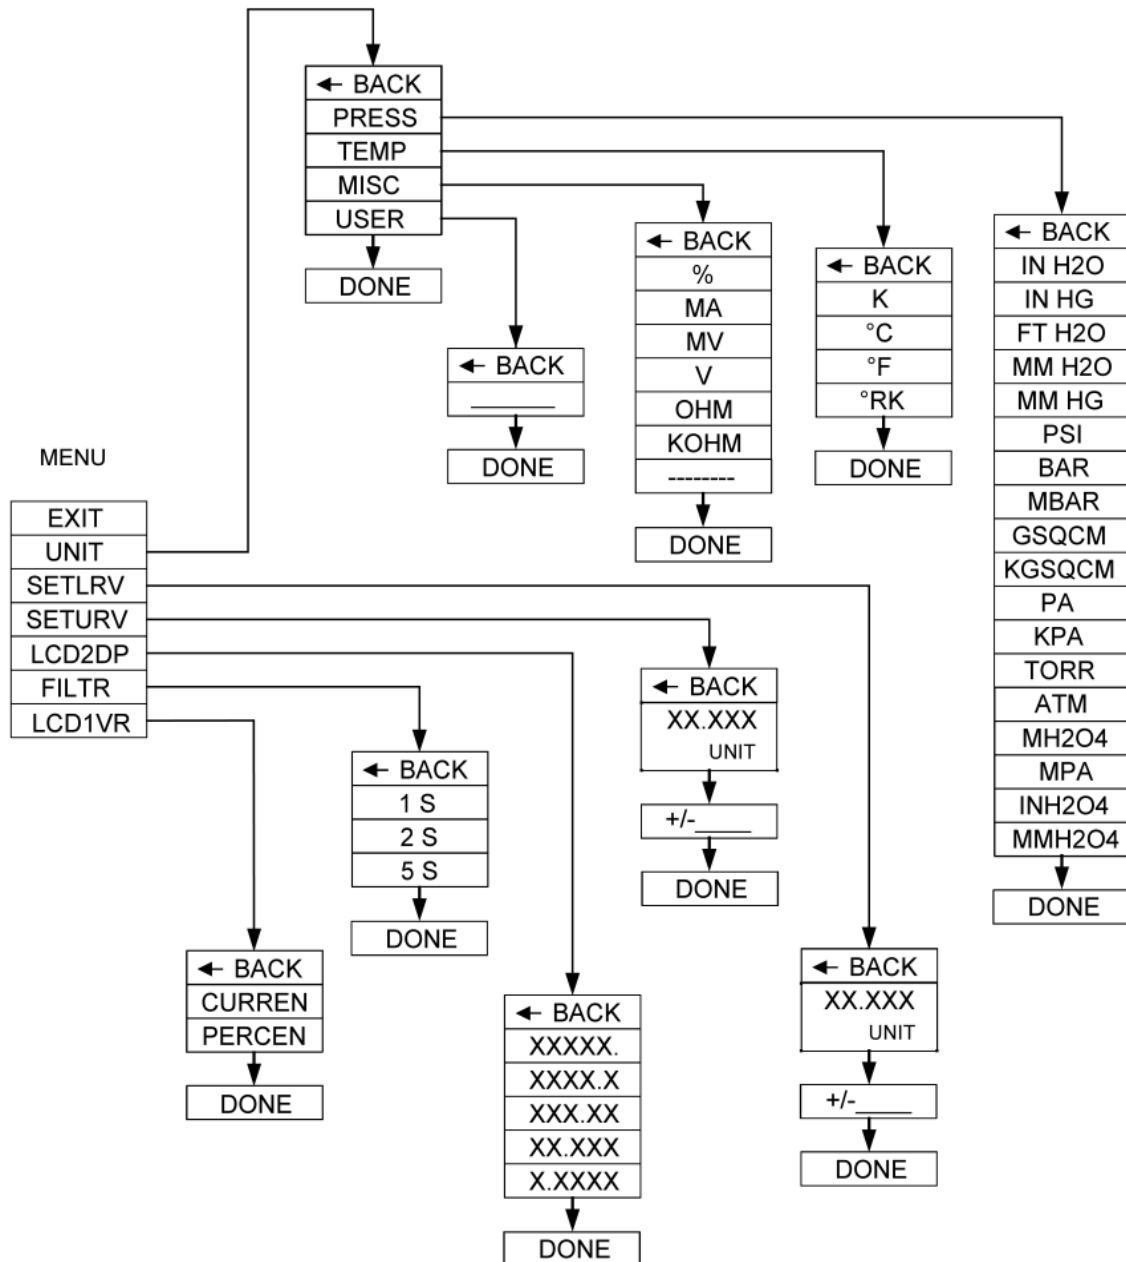 ← BACK
PRESS
TEMP
MISC
USER
DONE
← BACK
_____
DONE
← BACK
%
MA
MV
V
OHM
KOHM
--------
DONE
← BACK
K
°C
°F
°RK
DONE
← BACK
IN H2O
IN HG
FT H2O
MM H2O
MM HG
PSI
BAR
MBAR
GSQCM
KGSQCM
PA
KPA
TORR
ATM
MH2O4
MPA
INH2O4
MMH2O4
DONE
MENU
EXIT
UNIT
SETLRV
SETURV
LCD2DP
FILTR
LCD1VR
← BACK
XX.XXX
UNIT
+/-____
DONE
← BACK
1 S
2 S
5 S
DONE
← BACK
CURREN
PERCEN
DONE
← BACK
XXXXX.
XXXX.X
XXX.XX
XX.XXX
X.XXXX
DONE
← BACK
XX.XXX
UNIT
+/-____
DONE